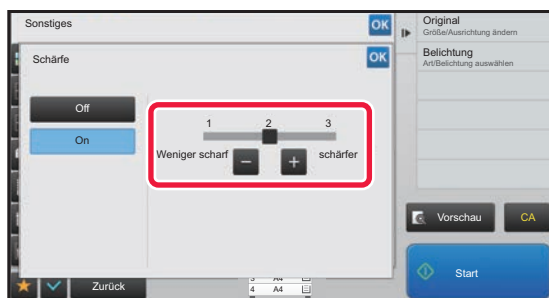 Sonstiges
OK
Schärfe
OK
Off
On
1 2 3
Weniger scharf
schärfer
Original
Größe/Ausrichtung ändern
Belichtung
Art/Belichtung auswählen
Vorschau
CA
Start
Zurück
3 A4
4 A4